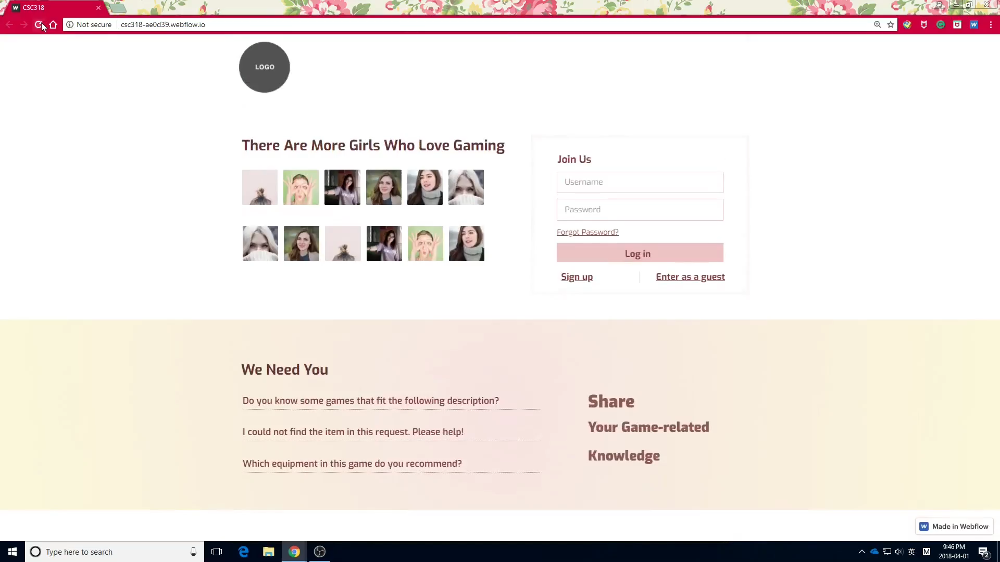 CSC318
Not secure
csc318-ae0d39.webflow.io
LOGO
There Are More Girls Who Love Gaming
Join Us
Username
Password
Forgot Password?
Log in
Sign up
Enter as a guest
We Need You
Do you know some games that fit the following description?
I could not find the item in this request. Please help!
Which equipment in this game do you recommend?
Share
Your Game-related
Knowledge
Made in Webflow
Type here to search
英
M
9:46 PM
2018-04-01
2